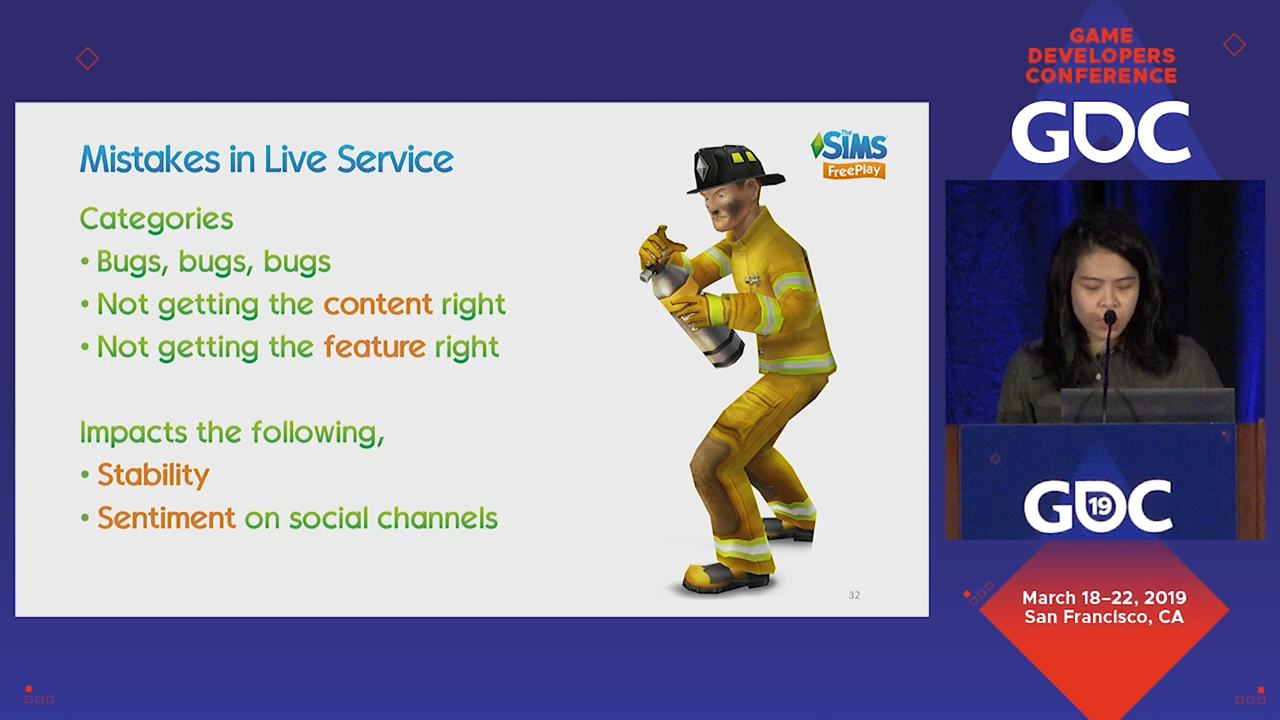 GAME
DEVELOPERS
CONFERENCE
GDC
Mistakes in Live Service
The
SiMS
FreePlay
Categories
• Bugs, bugs, bugs
• Not getting the content right
• Not getting the feature right
Impacts the following,
• Stability
• Sentiment on social channels
32
GDC
19
March 18–22, 2019
San Francisco, CA